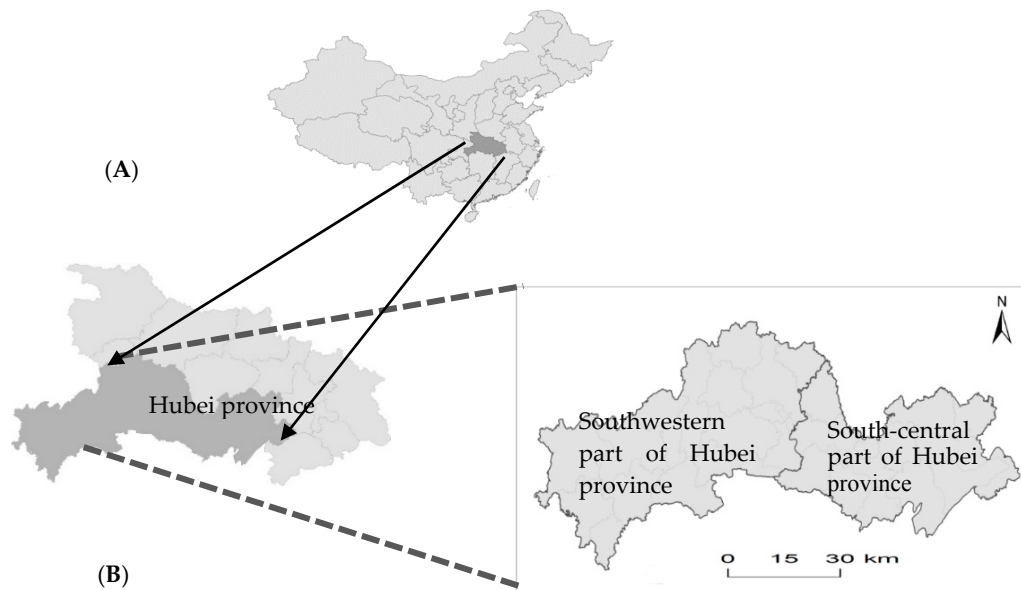 (A)
Hubei province
N
Southwestern
part of Hubei
province
South-central
part of Hubei
province
0 15 30 km
(B)